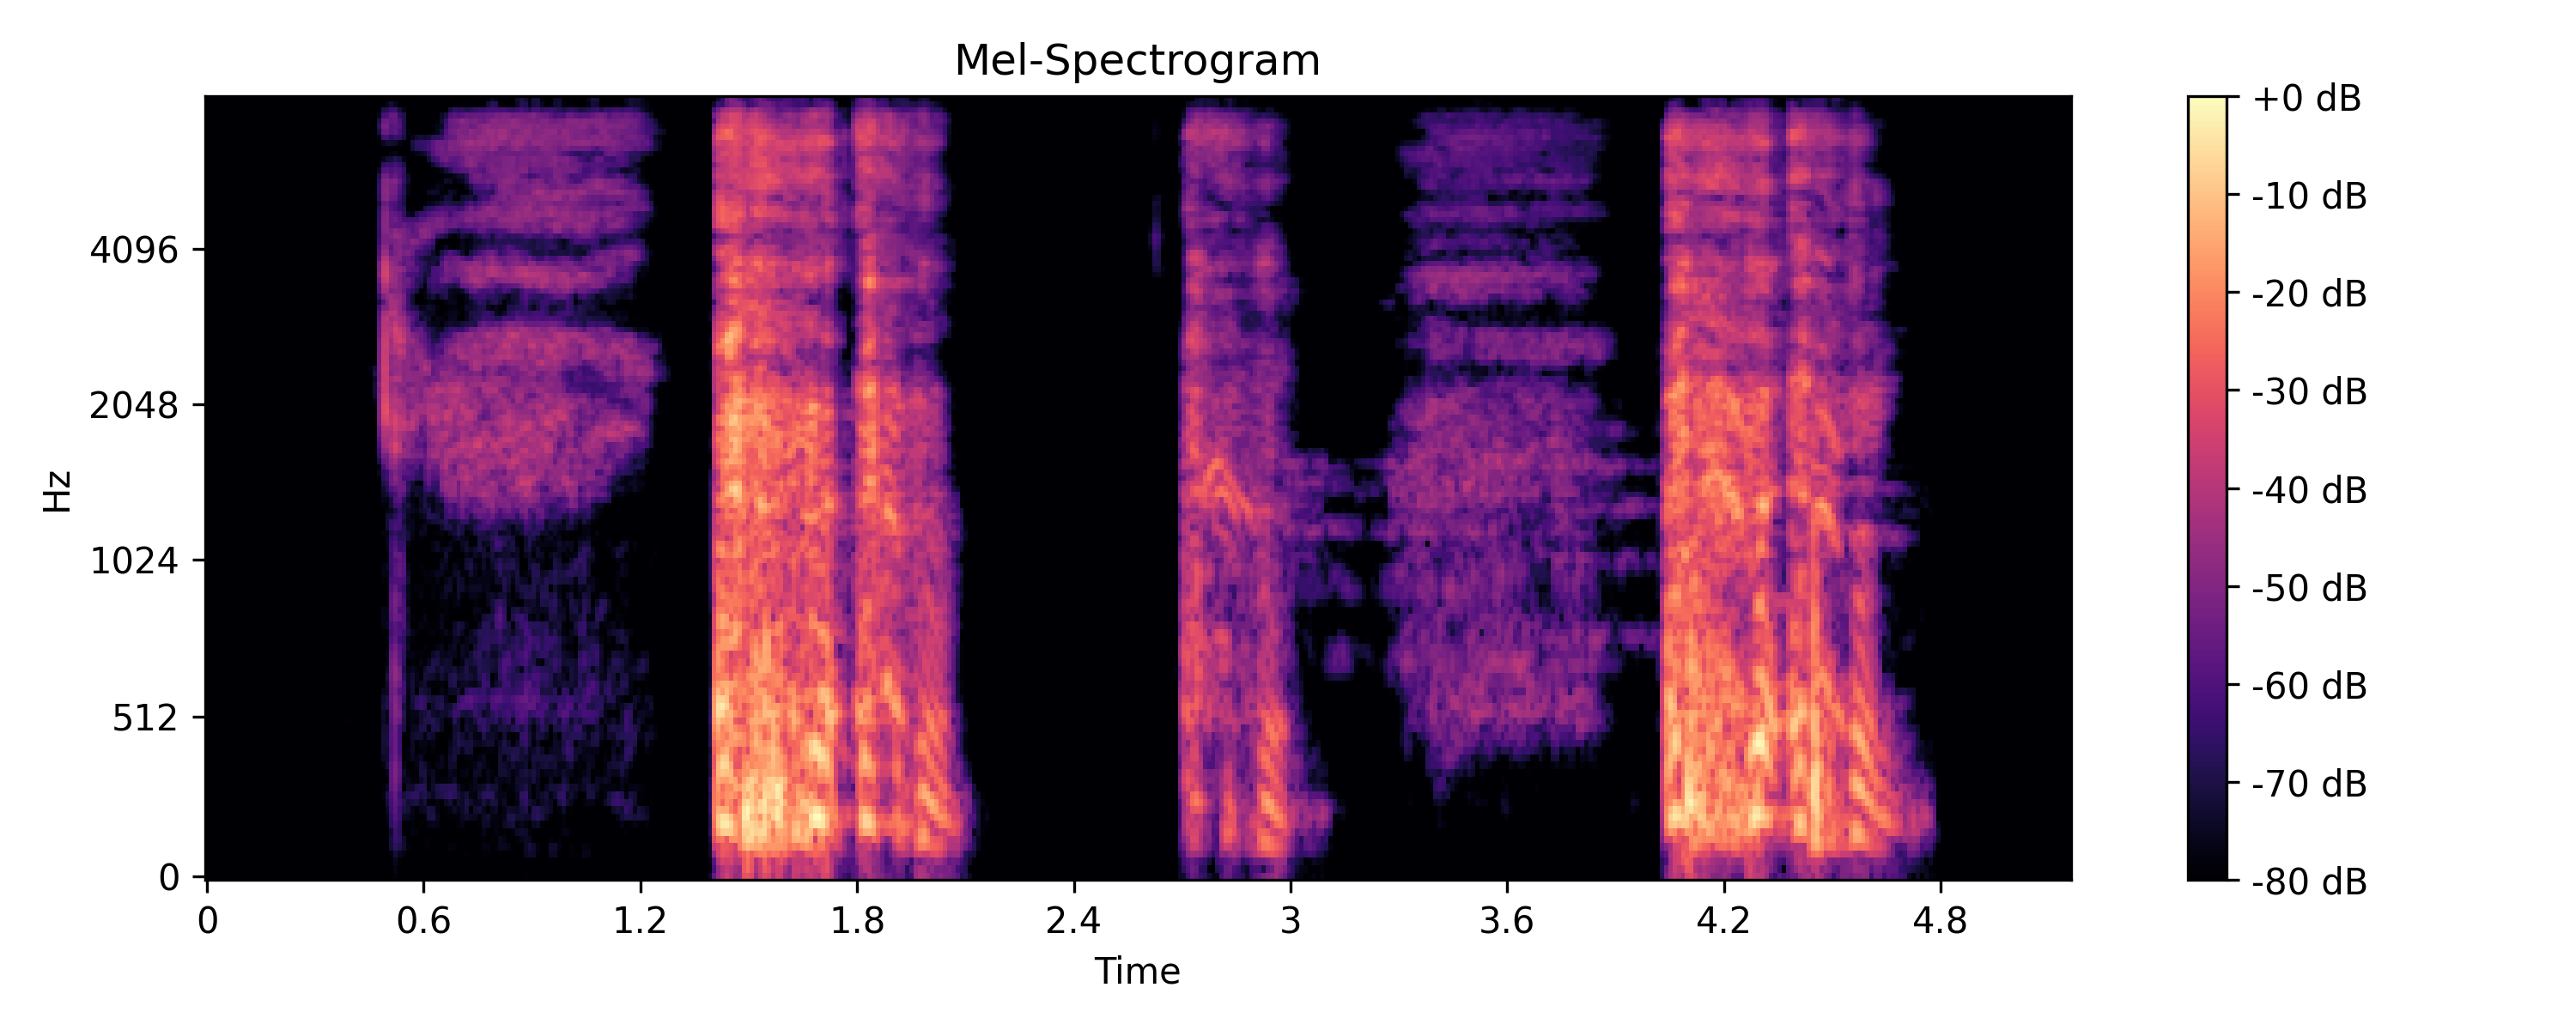 Mel-Spectrogram
+0 dB
-10 dB
-20 dB
-30 dB
-40 dB
-50 dB
-60 dB
-70 dB
-80 dB
Hz
4096
2048
1024
512
0
0 0.6 1.2 1.8 2.4 3 3.6 4.2 4.8
Time